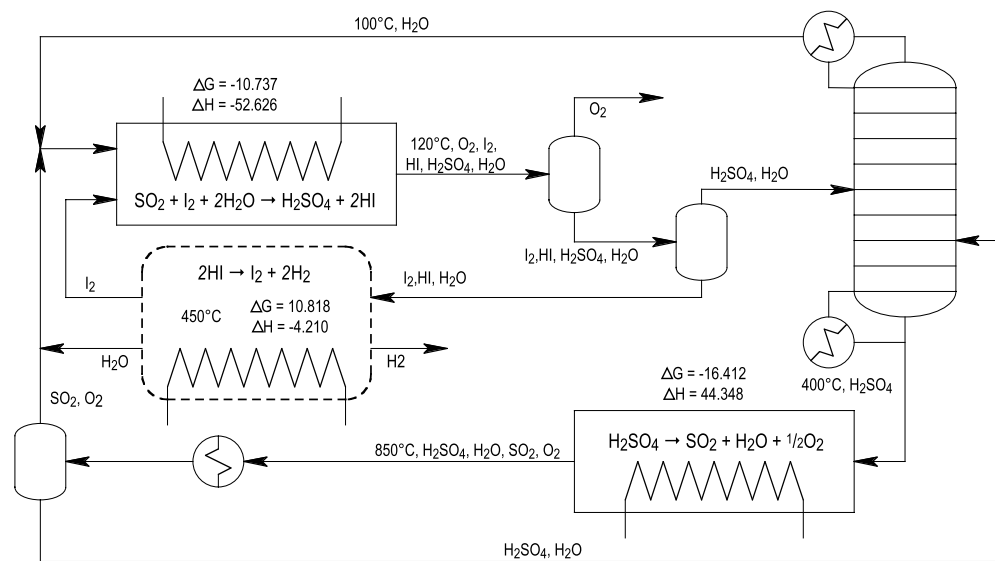 100°C, H₂O
ΔG = -10.737
ΔH = -52.626
O₂
120°C, O₂, I₂,
HI, H₂SO₄, H₂O
H₂SO₄, H₂O
SO₂ + I₂ + 2H₂O → H₂SO₄ + 2HI
I₂,HI, H₂SO₄, H₂O
2HI → I₂ + 2H₂
I₂
I₂,HI, H₂O
450°C
ΔG = 10.818
ΔH = -4.210
H₂O
H2
ΔG = -16.412
ΔH = 44.348
400°C, H₂SO₄
SO₂, O₂
H₂SO₄ → SO₂ + H₂O + 1/2O₂
850°C, H₂SO₄, H₂O, SO₂, O₂
H₂SO₄, H₂O